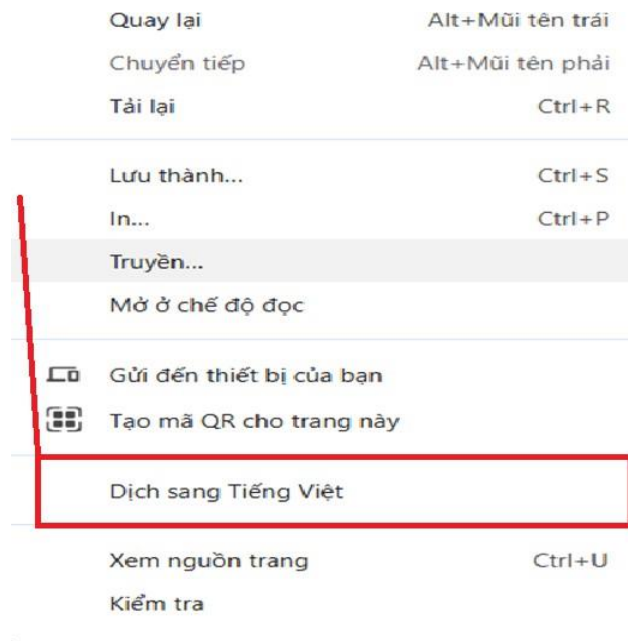 Quay lại Alt+Mũi tên trái
Chuyển tiếp Alt+Mũi tên phải
Tải lại Ctrl+R
Lưu thành... Ctrl+S
In... Ctrl+P
Truyền...
Mở ở chế độ đọc
Gửi đến thiết bị của bạn
Tạo mã QR cho trang này
Dịch sang Tiếng Việt
Xem nguồn trang Ctrl+U
Kiểm tra